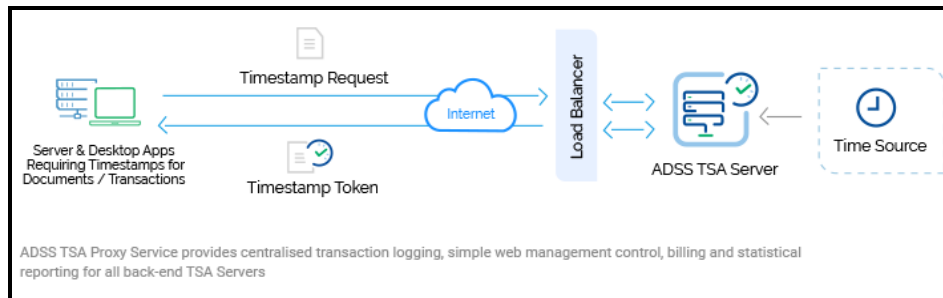 Timestamp Request
Internet
Load Balancer
Server & Desktop Apps
Requiring Timestamps for
Documents / Transactions
Timestamp Token
ADSS TSA Server
Time Source
ADSS TSA Proxy Service provides centralised transaction logging, simple web management control, billing and statistical
reporting for all back-end TSA Servers